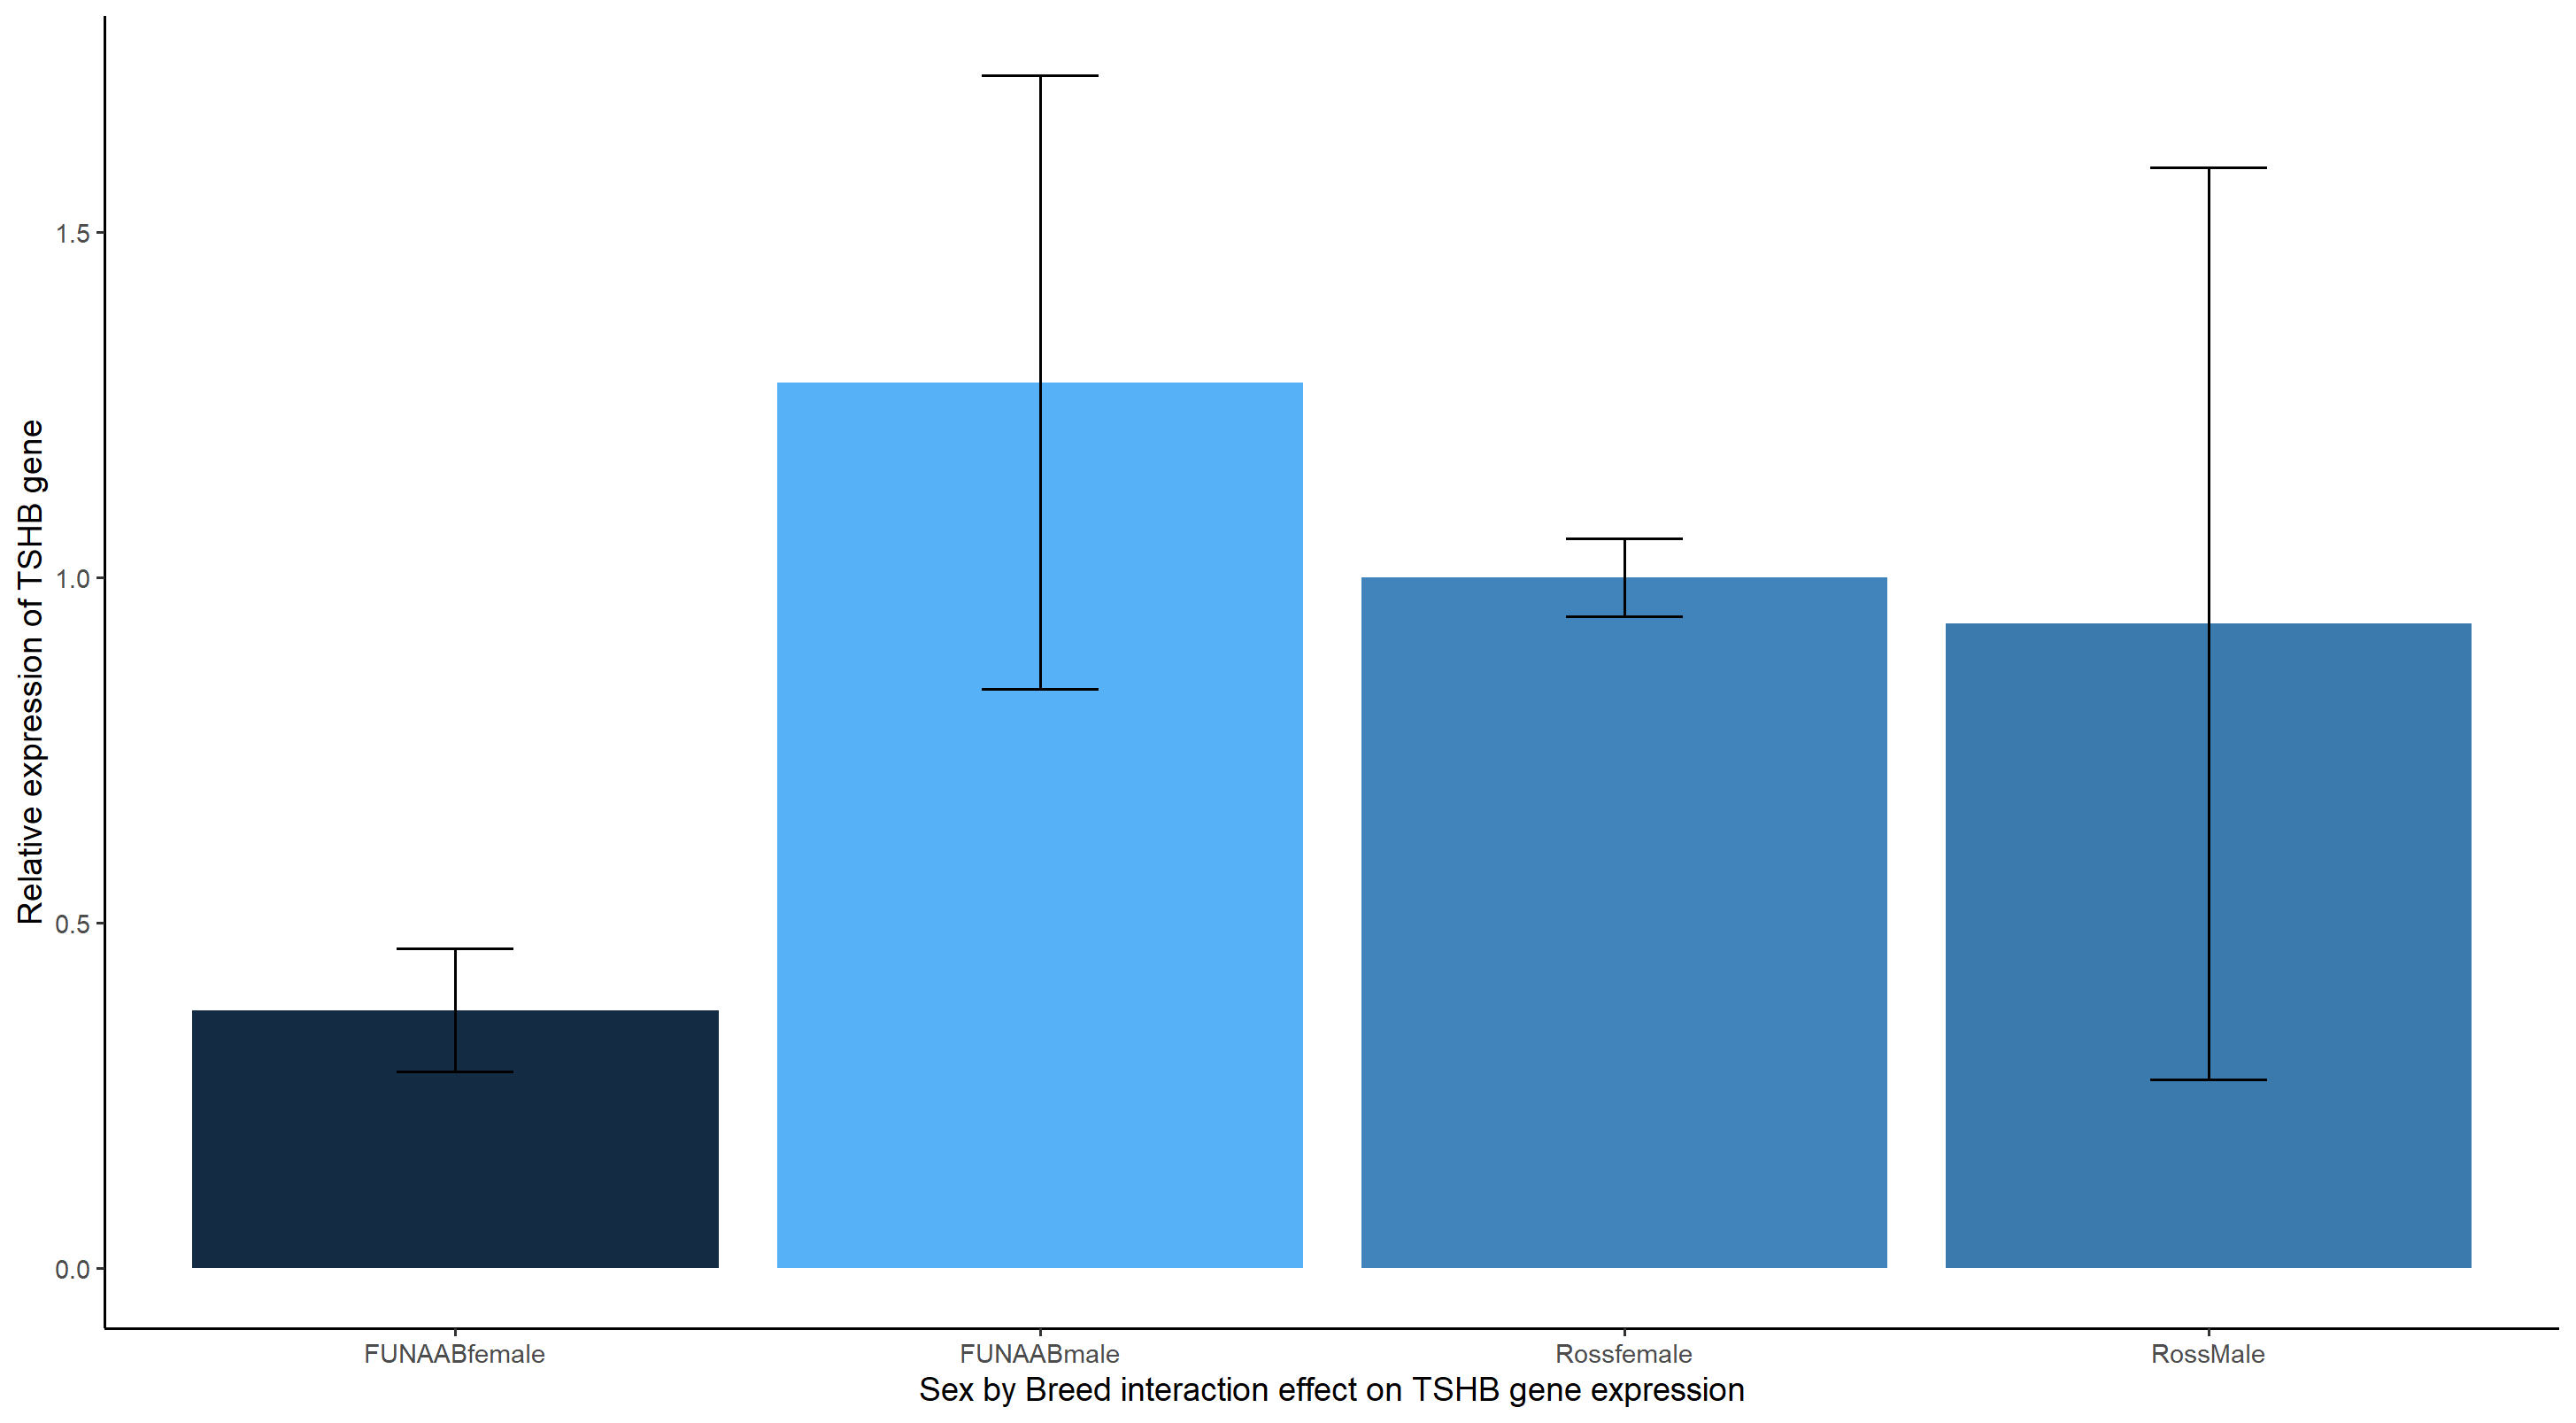 Relative expression of TSHB gene
1.5
1.0
0.5
0.0
FUNAABfemale
FUNAABmale
Rossfemale
RossMale
Sex by Breed interaction effect on TSHB gene expression